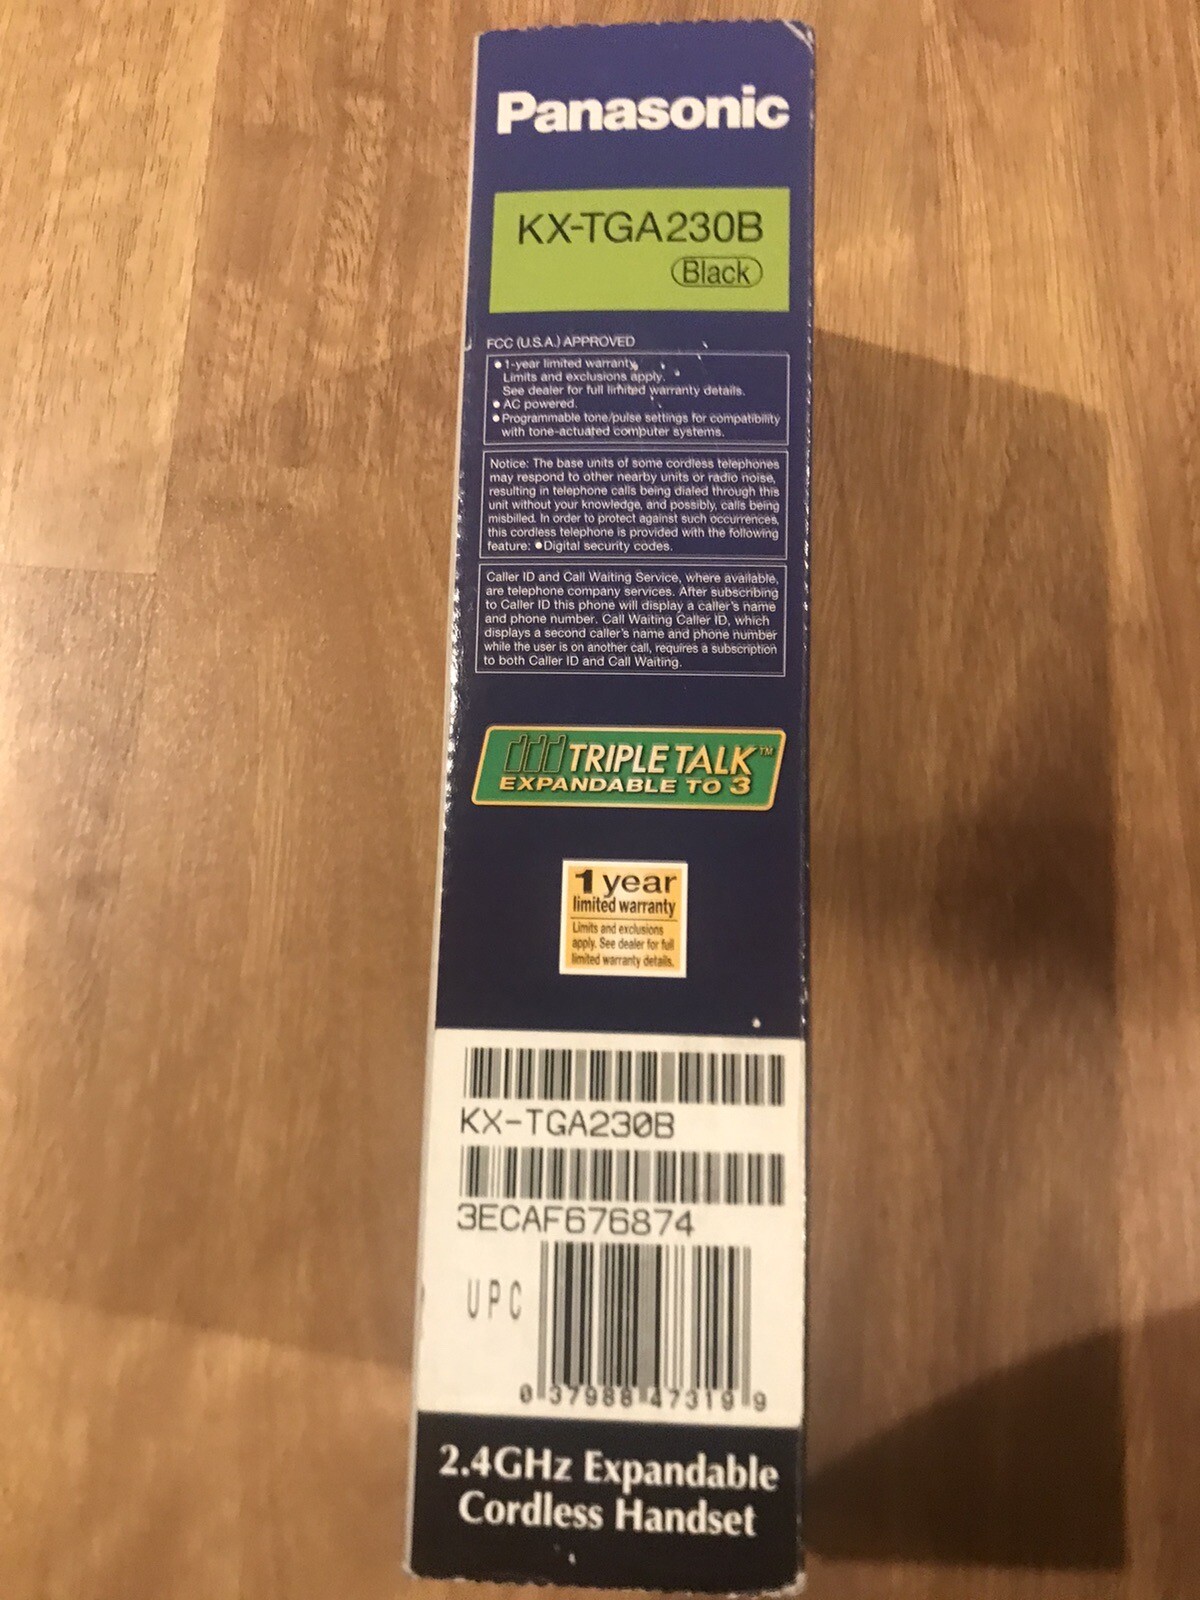 Panasonic
KX-TGA230B
Black
FCC (U.S.A.) APPROVED
●1-year limited warranty.
Limits and exclusions apply.
See dealer for full limited warranty details.
●AC powered.
●Programmable tone/pulse settings for compatibility
with tone-actuated computer systems.
Notice: The base units of some cordless telephones
may respond to other nearby units or radio noise,
resulting in telephone calls being dialed through this
unit without your knowledge, and possibly, calls being
misbilled. In order to protect against such occurrences,
this cordless telephone is provided with the following
feature: ●Digital security codes.
Caller ID and Call Waiting Service, where available,
are telephone company services. After subscribing
to Caller ID this phone will display a caller's name
and phone number. Call Waiting Caller ID, which
displays a second caller's name and phone number
while the user is on another call, requires a subscription
to both Caller ID and Call Waiting.
TRIPLE TALK™
EXPANDABLE TO 3
1 year
limited warranty
Limits and exclusions
apply. See dealer for full
limited warranty details.
KX-TGA230B
3ECAF676874
UPC
0 37988 47319 9
2.4GHz Expandable
Cordless Handset